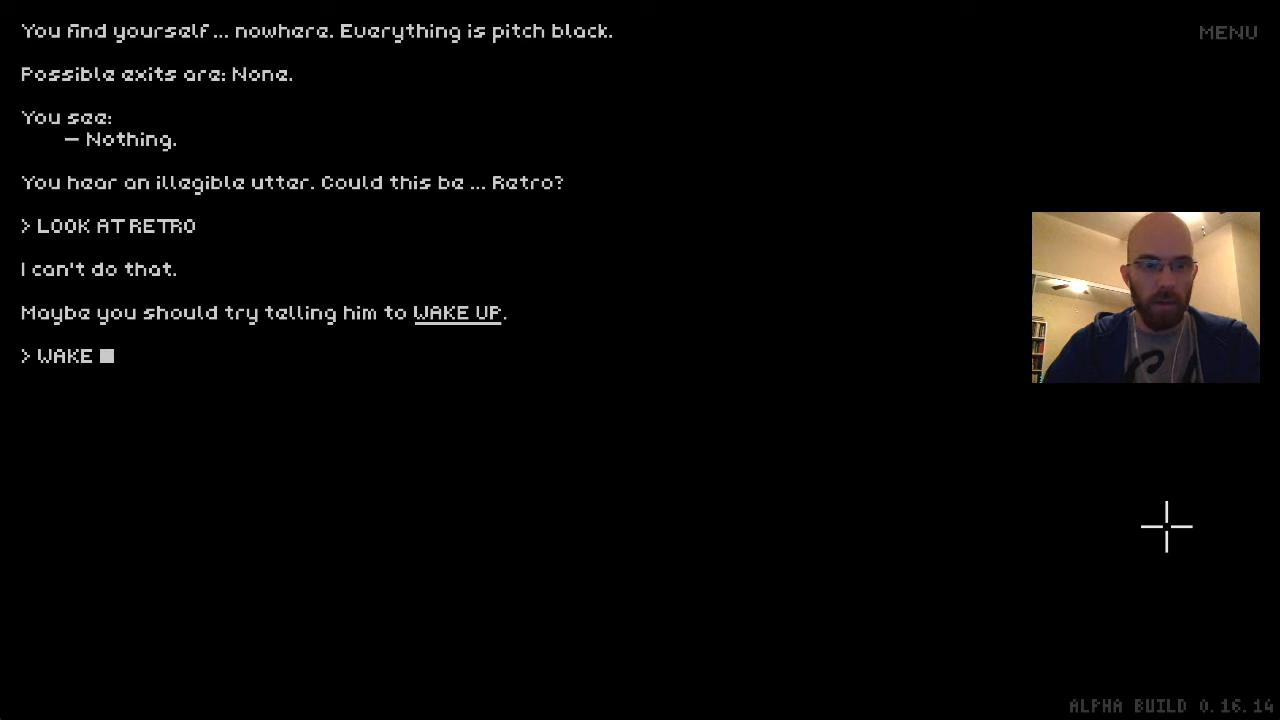 You find yourself ... nowhere. Everything is pitch black.
MENU
Possible exits are: None.
You see:
— Nothing.
You hear an illegible utter. Could this be ... Retro?
> LOOK AT RETRO
I can't do that.
Maybe you should try telling him to WAKE UP.
> WAKE
ALPHA BUILD 0.16.14